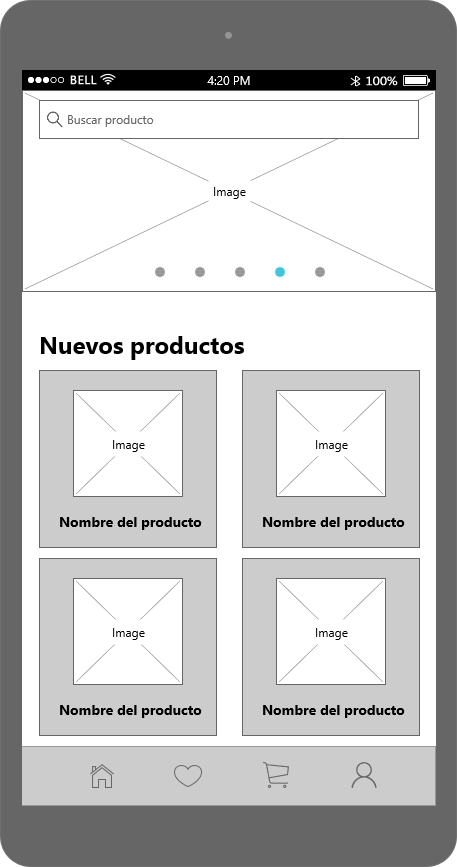 BELL 4:20 PM 100%
Buscar producto
Image
Nuevos productos
Image Image
Nombre del producto Nombre del producto
Image Image
Nombre del producto Nombre del producto